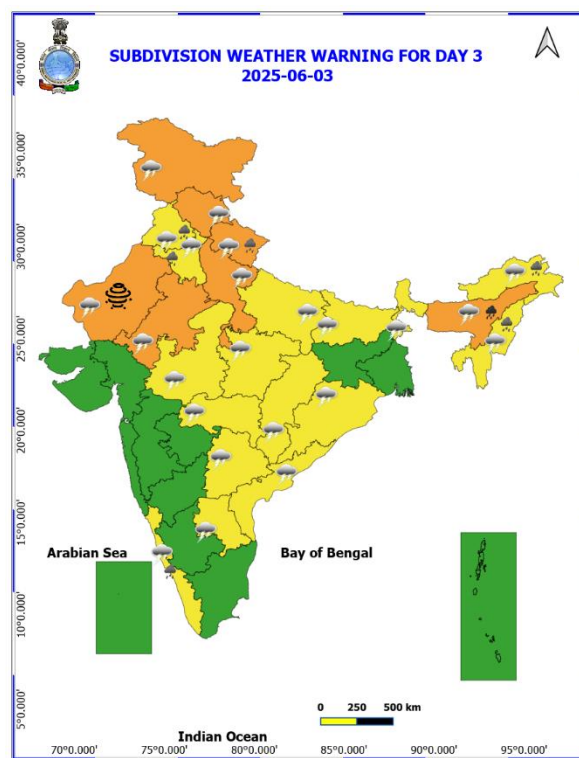 SUBDIVISION WEATHER WARNING FOR DAY 3
2025-06-03
40°0.000'
35°0.000'
30°0.000'
25°0.000'
20°0.000'
15°0.000'
10°0.000'
5°0.000'
Arabian Sea
Bay of Bengal
0 250 500 km
Indian Ocean
70°0.000' 75°0.000' 80°0.000' 85°0.000' 90°0.000' 95°0.000'